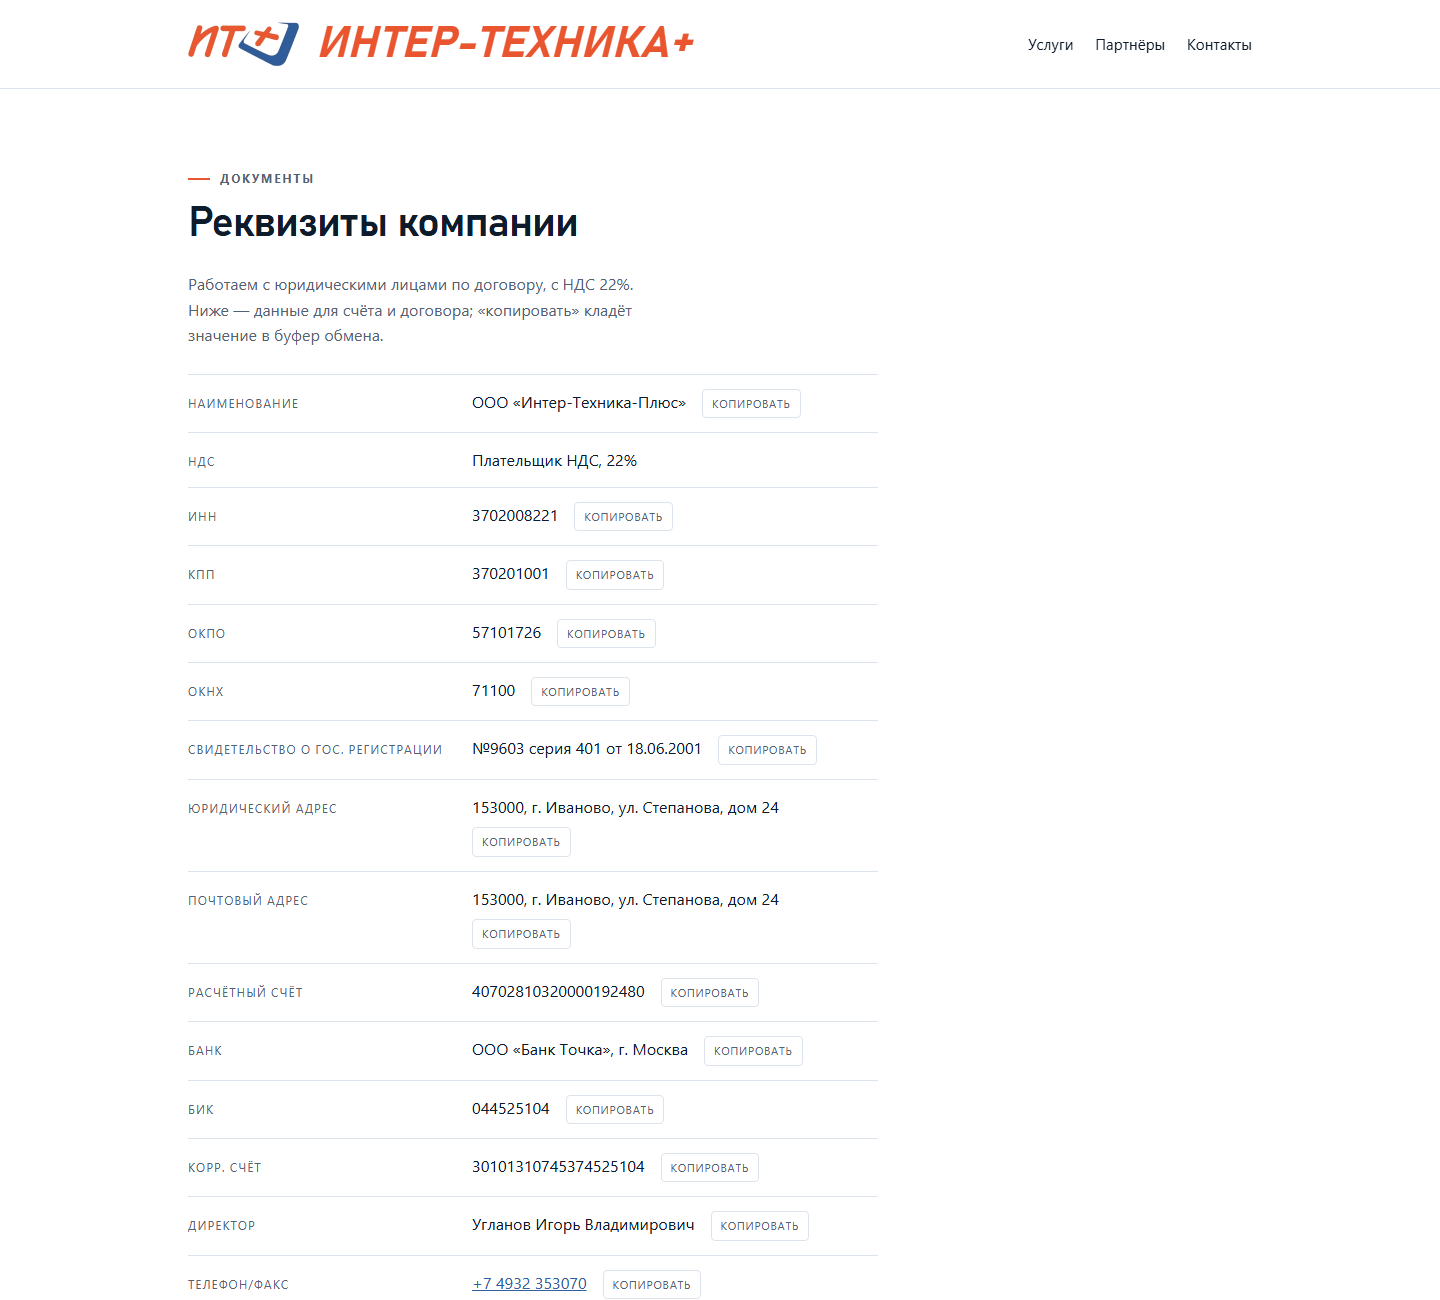 ИТ+ ИНТЕР-ТЕХНИКА+
Услуги Партнёры Контакты
ДОКУМЕНТЫ
Реквизиты компании
Работаем с юридическими лицами по договору, с НДС 22%.
Ниже — данные для счёта и договора; «копировать» кладёт
значение в буфер обмена.
НАИМЕНОВАНИЕ ООО «Интер-Техника-Плюс» КОПИРОВАТЬ
НДС Плательщик НДС, 22%
ИНН 3702008221 КОПИРОВАТЬ
КПП 370201001 КОПИРОВАТЬ
ОКПО 57101726 КОПИРОВАТЬ
ОКНХ 71100 КОПИРОВАТЬ
СВИДЕТЕЛЬСТВО О ГОС. РЕГИСТРАЦИИ №9603 серия 401 от 18.06.2001 КОПИРОВАТЬ
ЮРИДИЧЕСКИЙ АДРЕС 153000, г. Иваново, ул. Степанова, дом 24
КОПИРОВАТЬ
ПОЧТОВЫЙ АДРЕС 153000, г. Иваново, ул. Степанова, дом 24
КОПИРОВАТЬ
РАСЧЁТНЫЙ СЧЁТ 40702810320000192480 КОПИРОВАТЬ
БАНК ООО «Банк Точка», г. Москва КОПИРОВАТЬ
БИК 044525104 КОПИРОВАТЬ
КОРР. СЧЁТ 30101310745374525104 КОПИРОВАТЬ
ДИРЕКТОР Угланов Игорь Владимирович КОПИРОВАТЬ
ТЕЛЕФОН/ФАКС +7 4932 353070 КОПИРОВАТЬ